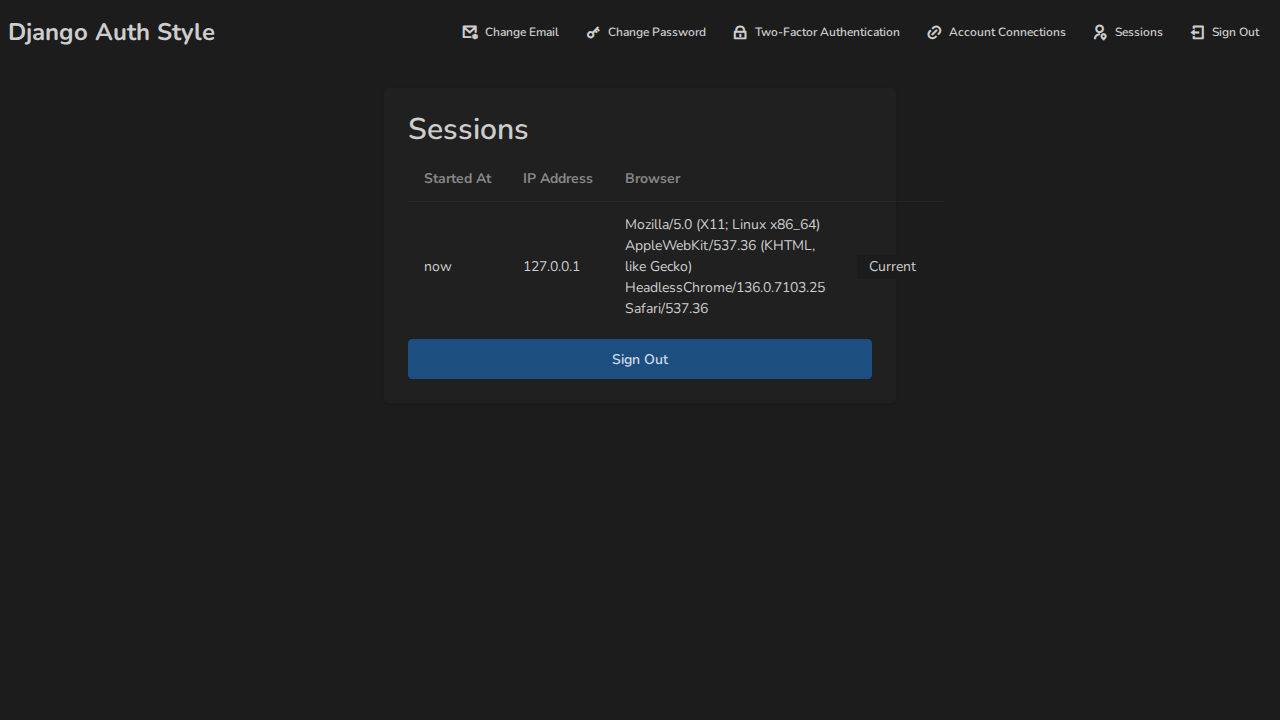 Django Auth Style
Change Email
Change Password
Two-Factor Authentication
Account Connections
Sessions
Sign Out
Sessions
Started At IP Address Browser
now 127.0.0.1 Mozilla/5.0 (X11; Linux x86_64)
AppleWebKit/537.36 (KHTML,
like Gecko)
HeadlessChrome/136.0.7103.25
Safari/537.36
Current
Sign Out